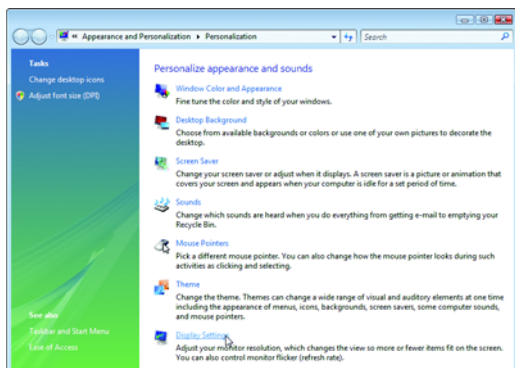 « Appearance and Personalization ▸ Personalization
Search
Tasks
Change desktop icons
Adjust font size (DPI)
See also
Taskbar and Start Menu
Ease of Access
Personalize appearance and sounds
Window Color and Appearance
Fine tune the color and style of your windows.
Desktop Background
Choose from available backgrounds or colors or use one of your own pictures to decorate the
desktop.
Screen Saver
Change your screen saver or adjust when it displays. A screen saver is a picture or animation that
covers your screen and appears when your computer is idle for a set period of time.
Sounds
Change which sounds are heard when you do everything from getting e-mail to emptying your
Recycle Bin.
Mouse Pointers
Pick a different mouse pointer. You can also change how the mouse pointer looks during such
activities as clicking and selecting.
Theme
Change the theme. Themes can change a wide range of visual and auditory elements at one time
including the appearance of menus, icons, backgrounds, screen savers, some computer sounds,
and mouse pointers.
Display Settings
Adjust your monitor resolution, which changes the view so more or fewer items fit on the screen.
You can also control monitor flicker (refresh rate).